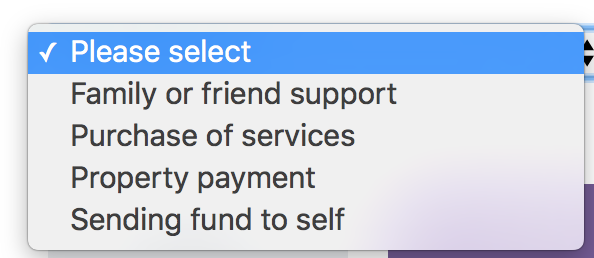 ✓ Please select
Family or friend support
Purchase of services
Property payment
Sending fund to self